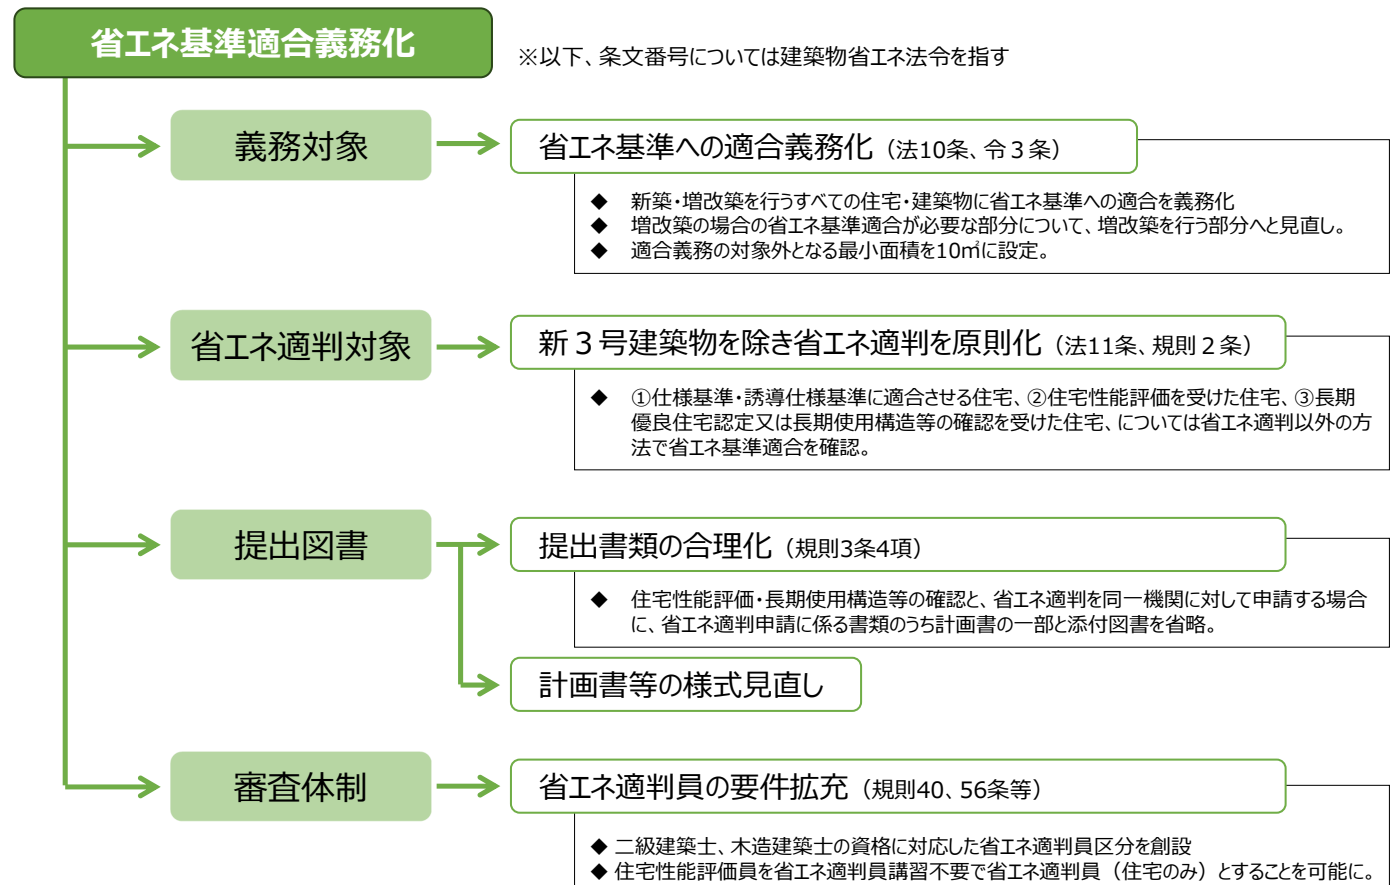 省エネ基準適合義務化
※以下、条文番号については建築物省エネ法令を指す
義務対象
省エネ基準への適合義務化（法10条、令３条）
◆ 新築・増改築を行うすべての住宅・建築物に省エネ基準への適合を義務化
◆ 増改築の場合の省エネ基準適合が必要な部分について、増改築を行う部分へと見直し。
◆ 適合義務の対象外となる最小面積を10㎡に設定。
省エネ適判対象
新３号建築物を除き省エネ適判を原則化（法11条、規則２条）
◆ ①仕様基準・誘導仕様基準に適合させる住宅、②住宅性能評価を受けた住宅、③長期
優良住宅認定又は長期使用構造等の確認を受けた住宅、については省エネ適判以外の方
法で省エネ基準適合を確認。
提出図書
提出書類の合理化（規則3条4項）
◆ 住宅性能評価・長期使用構造等の確認と、省エネ適判を同一機関に対して申請する場合
に、省エネ適判申請に係る書類のうち計画書の一部と添付図書を省略。
計画書等の様式見直し
審査体制
省エネ適判員の要件拡充（規則40、56条等）
◆ 二級建築士、木造建築士の資格に対応した省エネ適判員区分を創設
◆ 住宅性能評価員を省エネ適判員講習不要で省エネ適判員（住宅のみ）とすることを可能に。